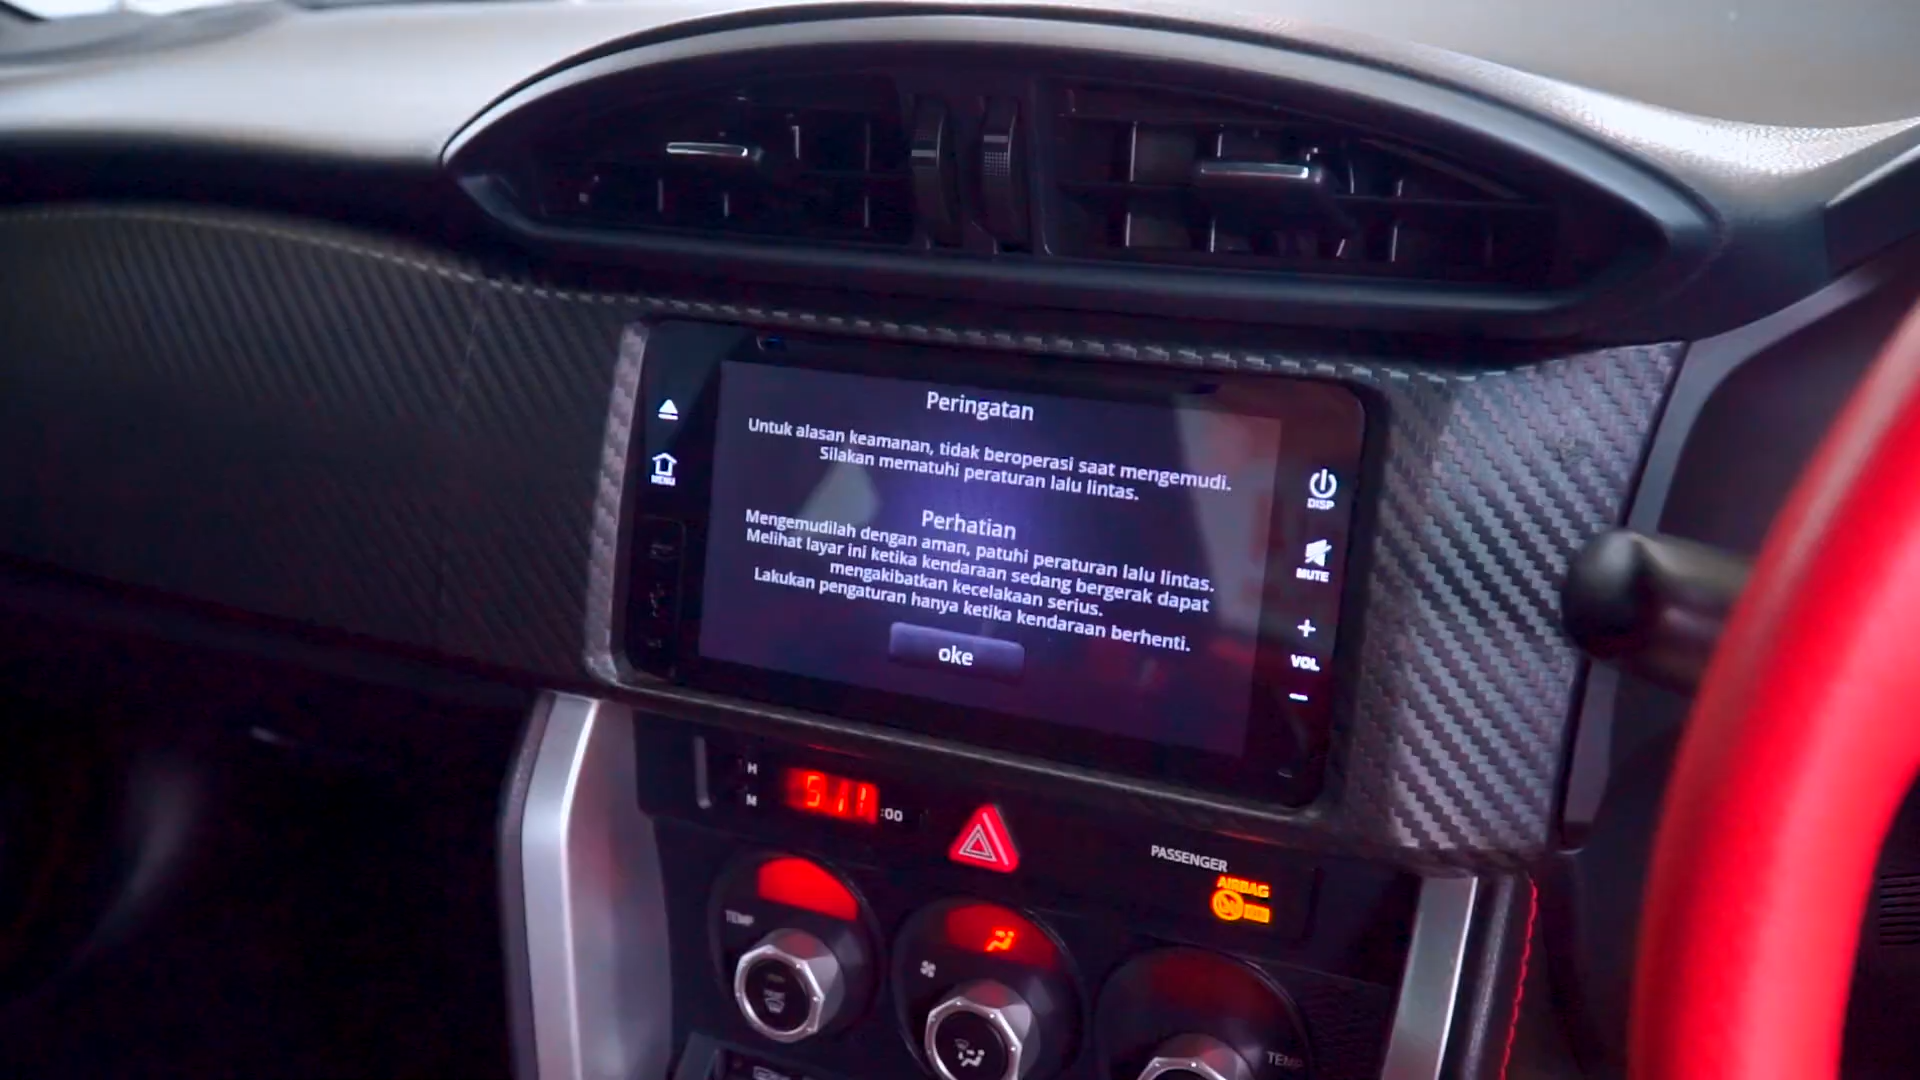 Peringatan
Untuk alasan keamanan, tidak beroperasi saat mengemudi.
Silakan mematuhi peraturan lalu lintas.
Perhatian
Mengemudilah dengan aman, patuhi peraturan lalu lintas.
Melihat layar ini ketika kendaraan sedang bergerak dapat
mengakibatkan kecelakaan serius.
Lakukan pengaturan hanya ketika kendaraan berhenti.
oke
MENU
DISP
MUTE
+
VOL
-
H
M
5:11
:00
PASSENGER
AIRBAG
TEMP
TEMP